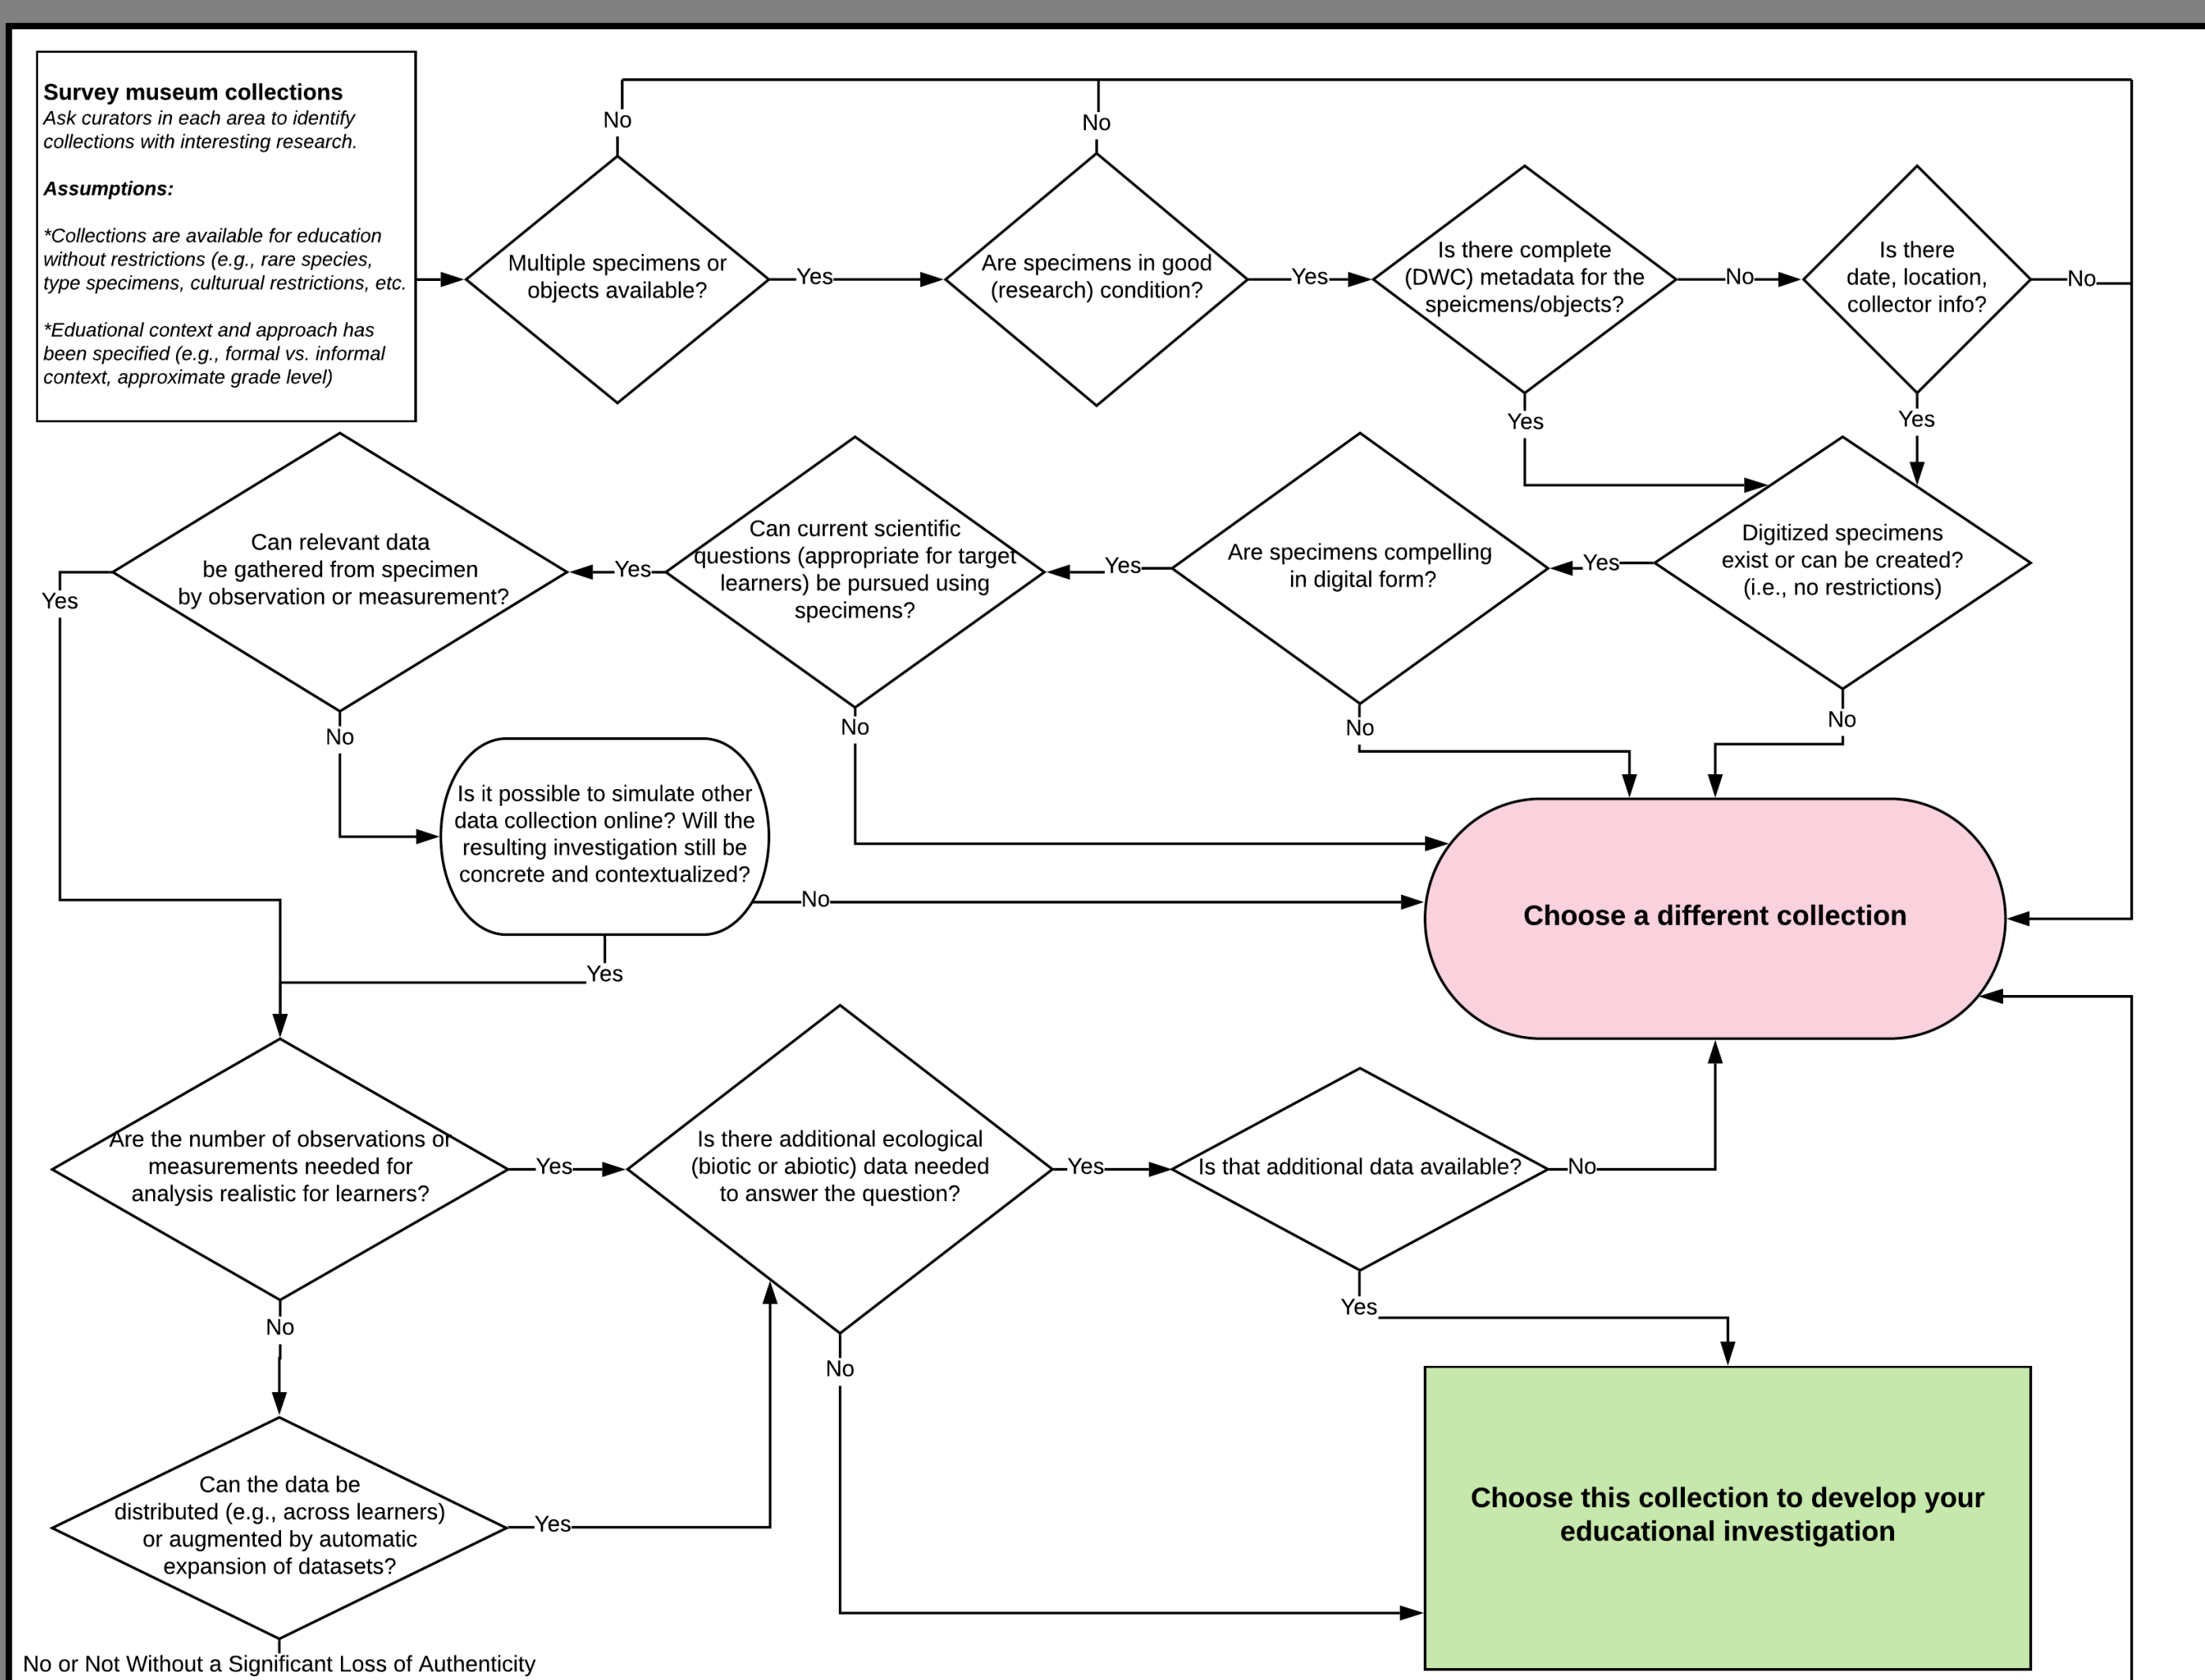 Survey museum collections
Ask curators in each area to identify
collections with interesting research.
Assumptions:
*Collections are available for education
without restrictions (e.g., rare species,
type specimens, culturual restrictions, etc.
*Eduational context and approach has
been specified (e.g., formal vs. informal
context, approximate grade level)
No
Multiple specimens or
objects available?
Yes
No
Are specimens in good
(research) condition?
Yes
Is there complete
(DWC) metadata for the
speicmens/objects?
No
Yes
Is there
date, location,
collector info?
No
Yes
Digitized specimens
exist or can be created?
(i.e., no restrictions)
Yes
No
Are specimens compelling
in digital form?
Yes
No
Can current scientific
questions (appropriate for target
learners) be pursued using
specimens?
Yes
No
Can relevant data
be gathered from specimen
by observation or measurement?
Yes
No
Is it possible to simulate other
data collection online? Will the
resulting investigation still be
concrete and contextualized?
No
Yes
Choose a different collection
Are the number of observations or
measurements needed for
analysis realistic for learners?
Yes
No
Is there additional ecological
(biotic or abiotic) data needed
to answer the question?
Yes
No
Is that additional data available?
No
Yes
Can the data be
distributed (e.g., across learners)
or augmented by automatic
expansion of datasets?
Yes
No or Not Without a Significant Loss of Authenticity
Choose this collection to develop your
educational investigation